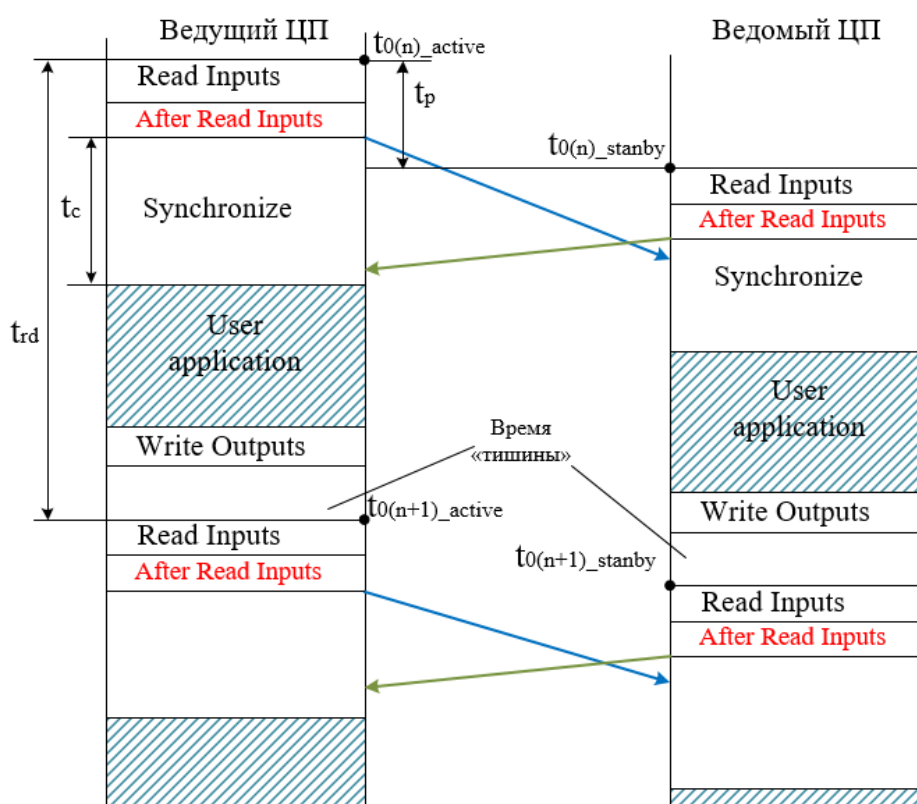 Ведущий ЦП
Ведомый ЦП
t0(n)_active
Read Inputs
tp
After Read Inputs
t0(n)_stanby
Read Inputs
tc
Synchronize
After Read Inputs
Synchronize
trd
User
application
User
application
Время
«тишины»
Write Outputs
t0(n+1)_active
Write Outputs
Read Inputs
t0(n+1)_stanby
After Read Inputs
Read Inputs
After Read Inputs